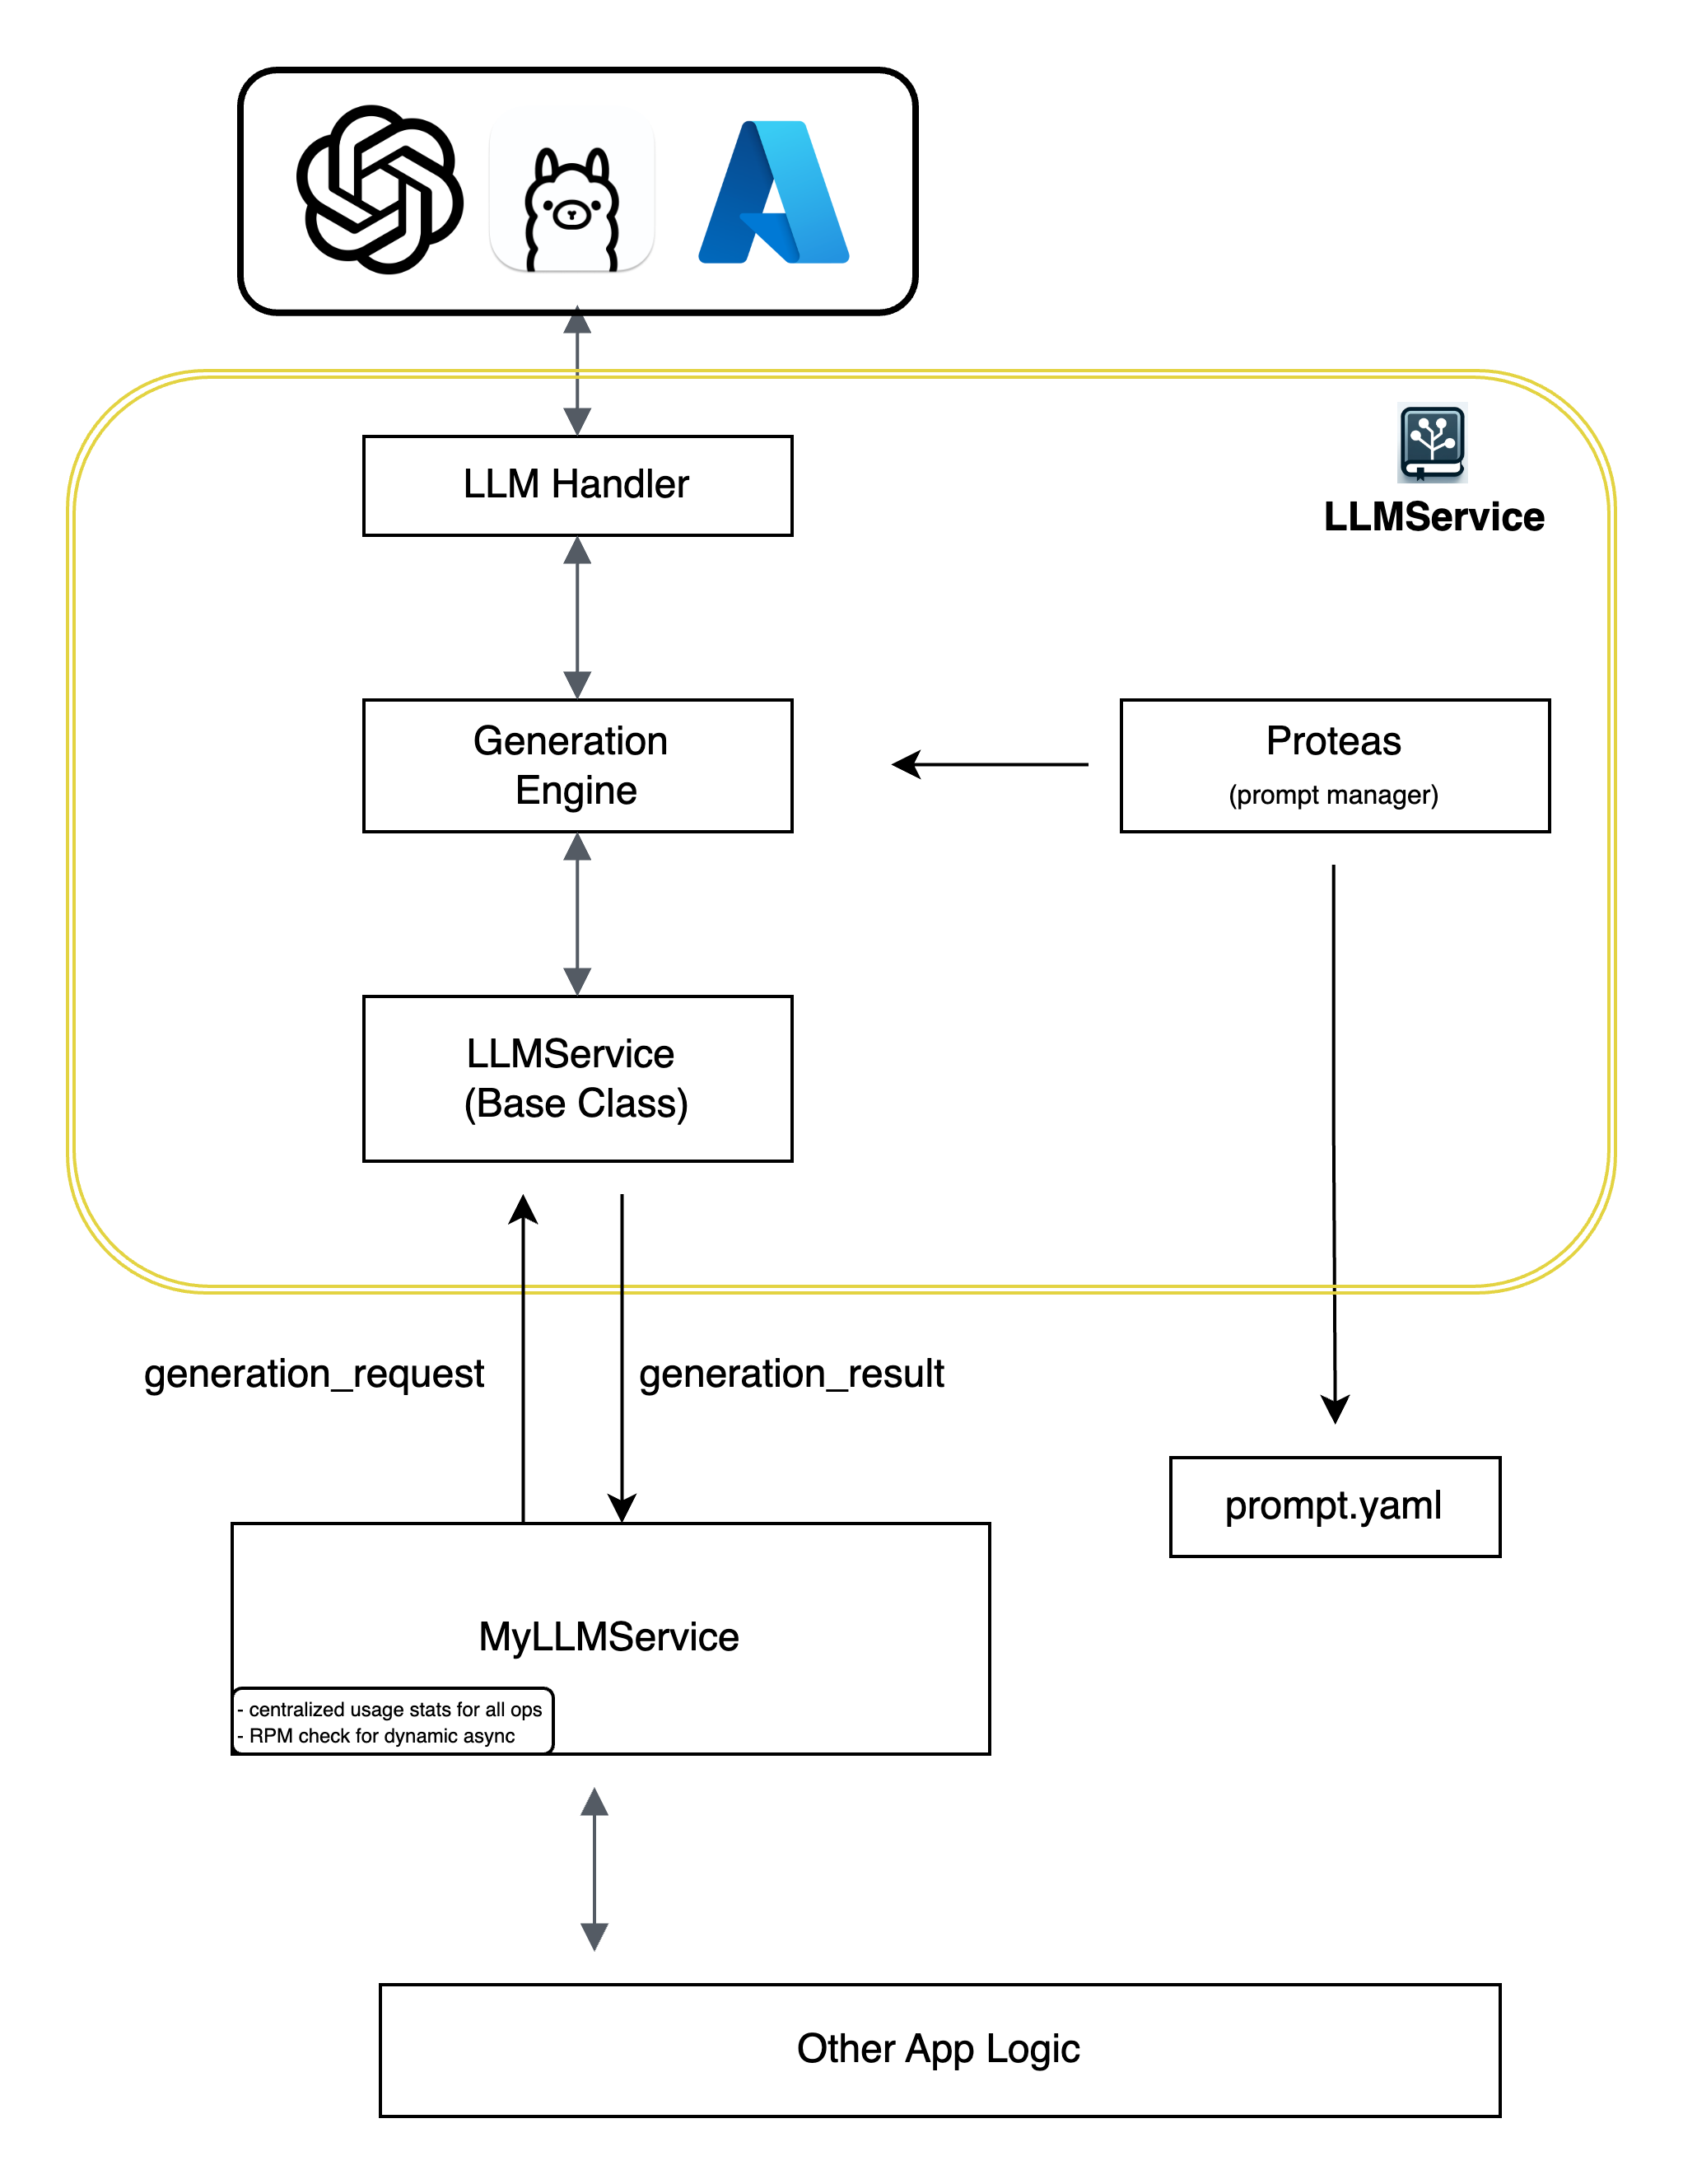 LLM Handler
LLMService
Generation
Engine
Proteas
(prompt manager)
LLMService
(Base Class)
generation_request
generation_result
prompt.yaml
MyLLMService
- centralized usage stats for all ops
- RPM check for dynamic async
Other App Logic